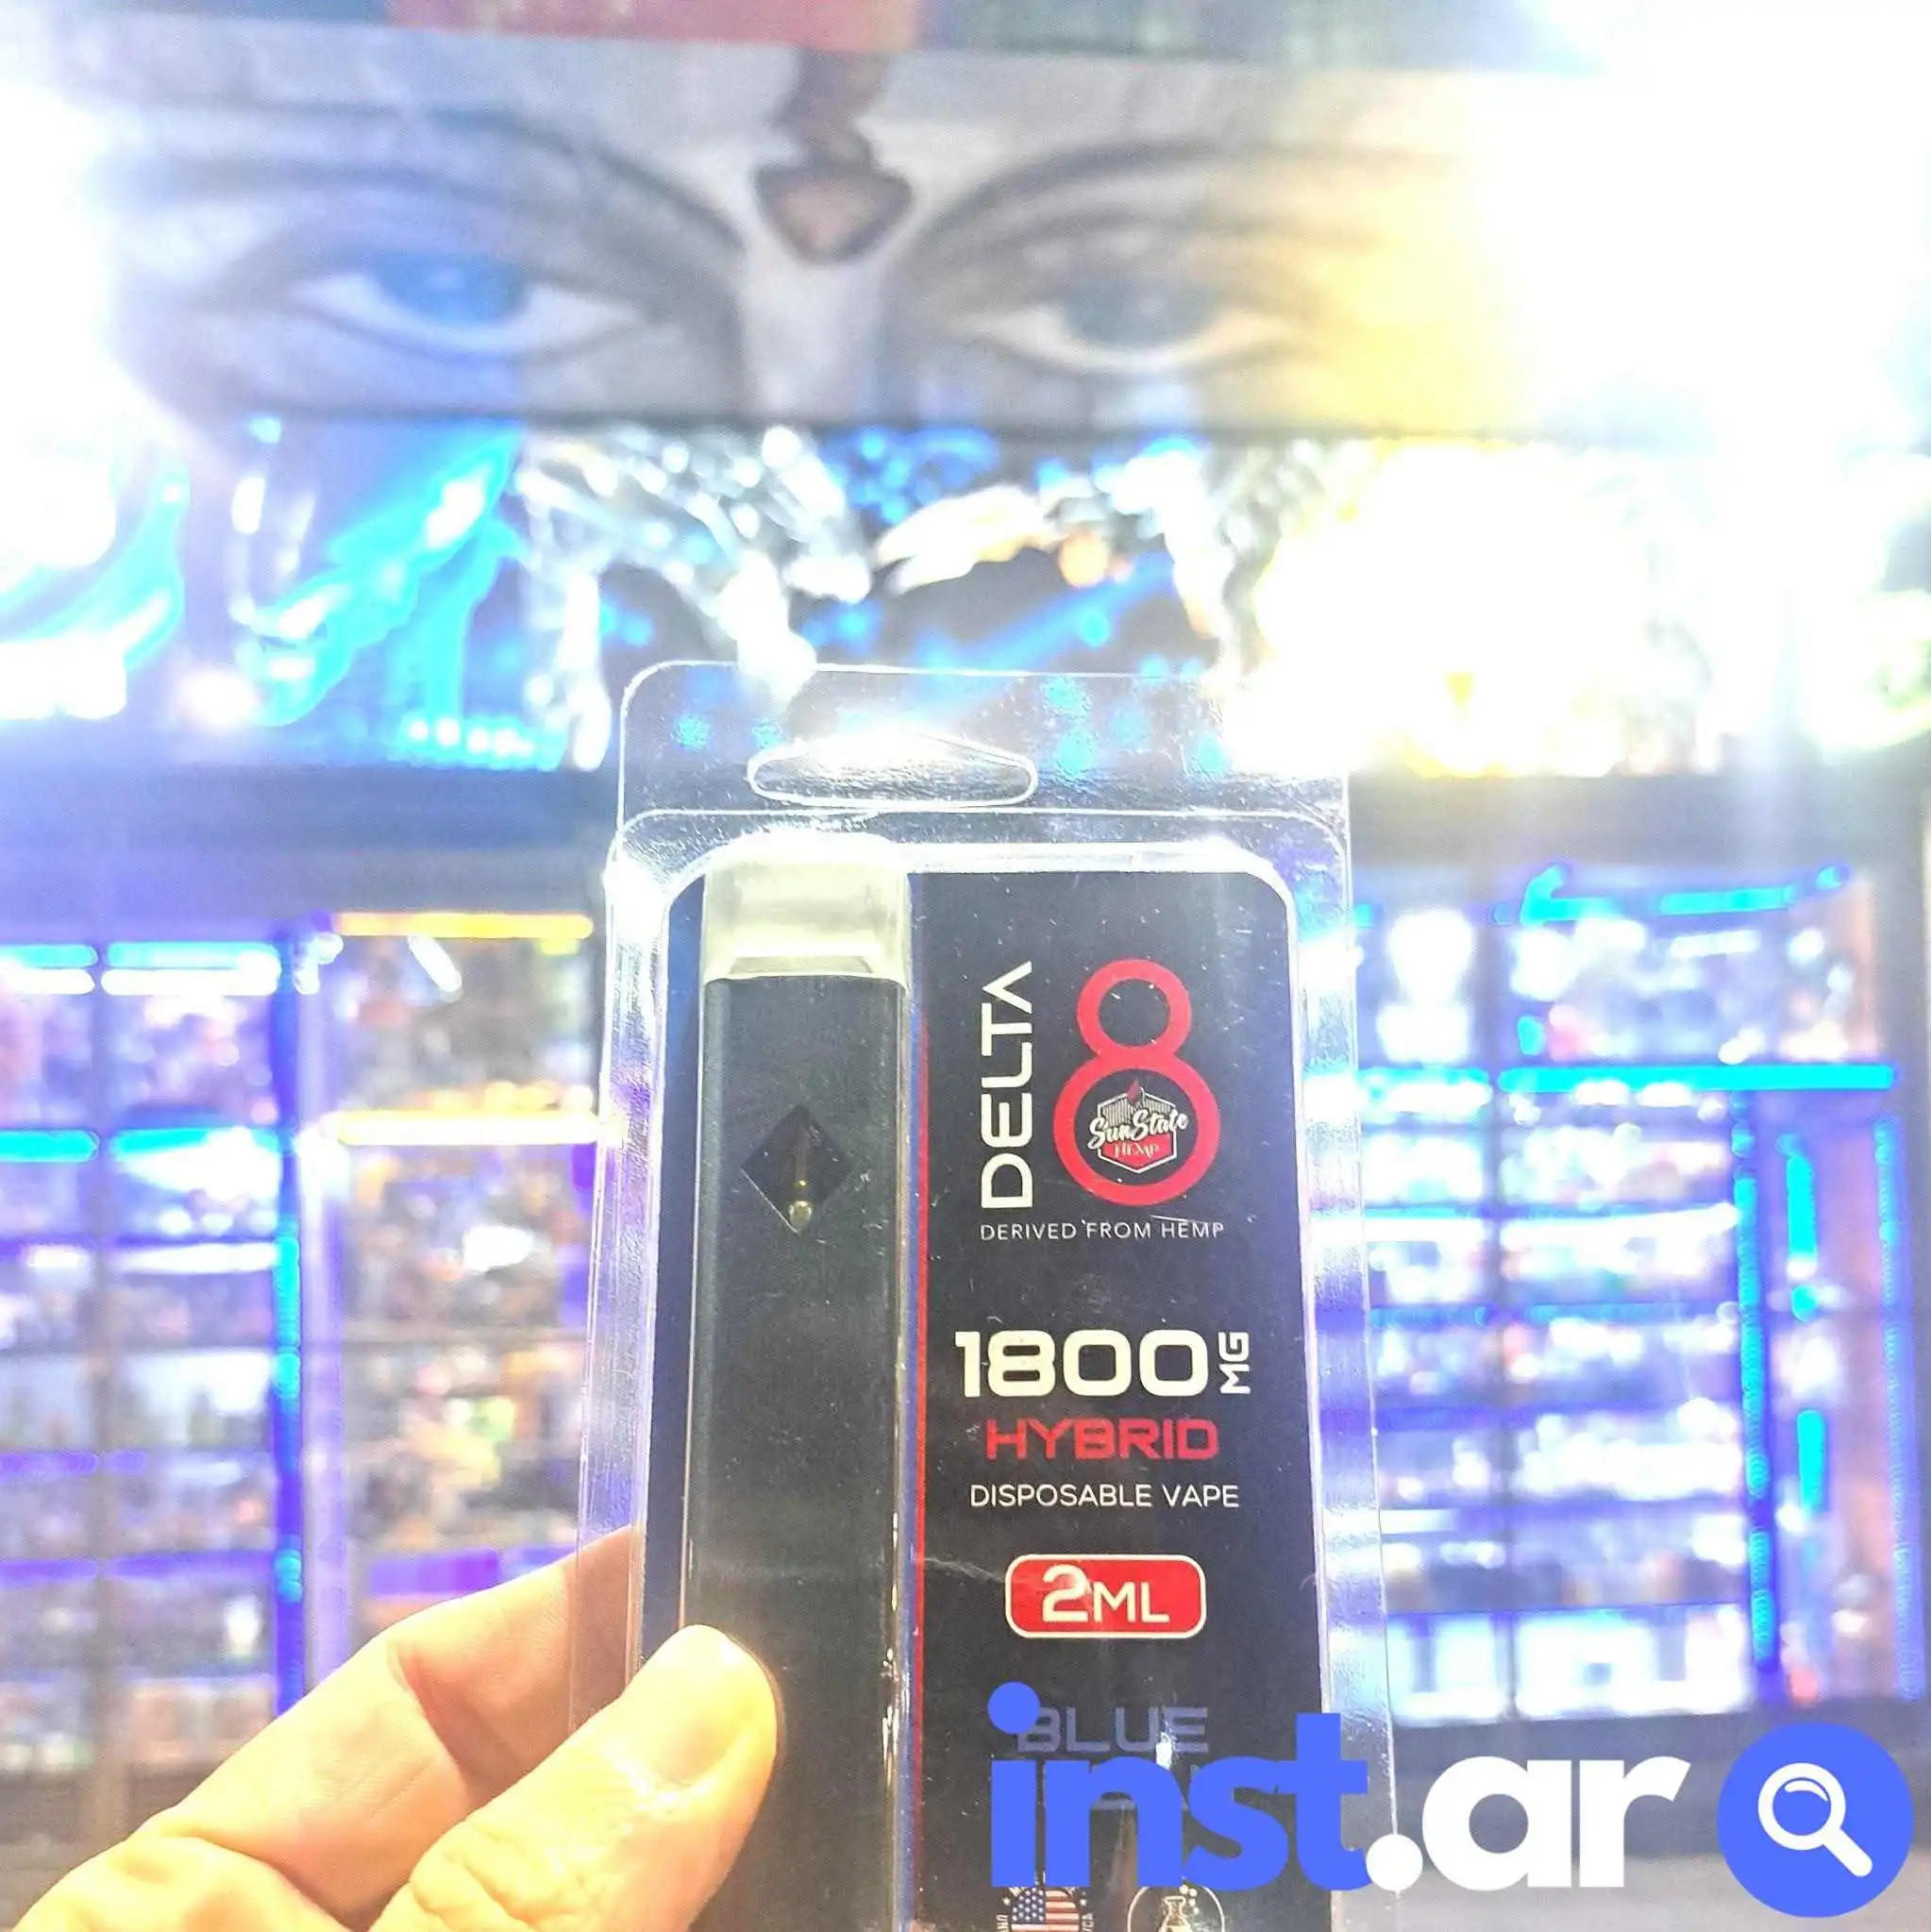 DELTA 8
SunState
HEMP
DERIVED FROM HEMP
1800 MG
HYBRID
DISPOSABLE VAPE
2ML
BLUE
inst.ar